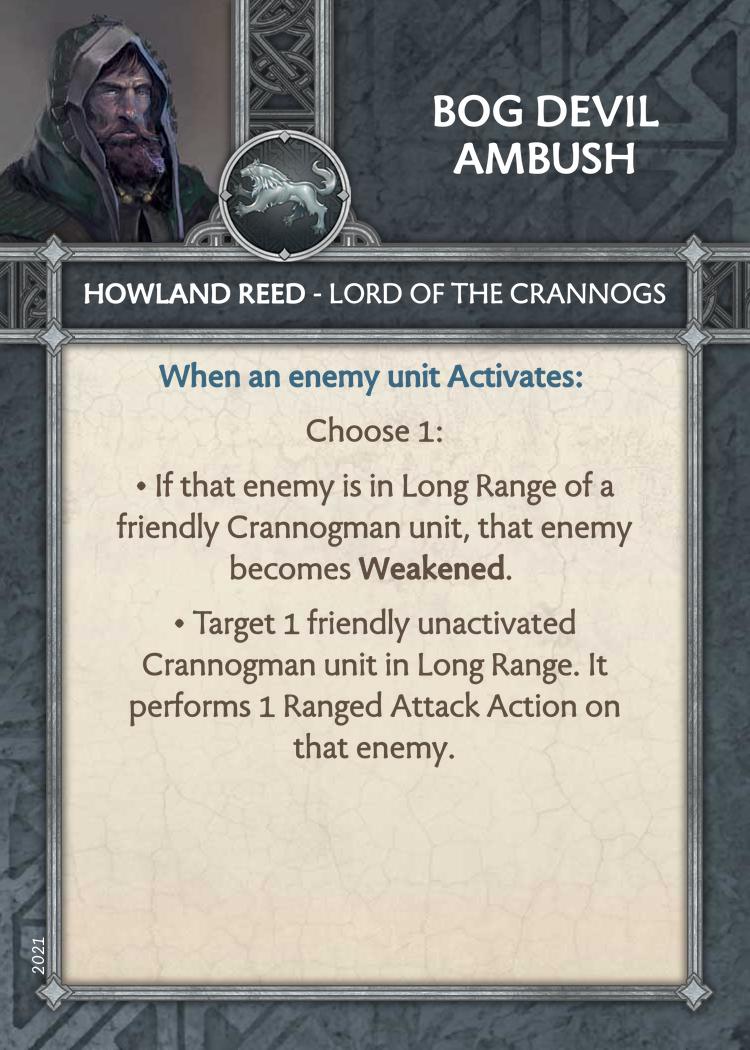 BOG DEVIL
AMBUSH
HOWLAND REED - LORD OF THE CRANNOGS
When an enemy unit Activates:
Choose 1:
• If that enemy is in Long Range of a
friendly Crannogman unit, that enemy
becomes Weakened.
• Target 1 friendly unactivated
Crannogman unit in Long Range. It
performs 1 Ranged Attack Action on
that enemy.
2021